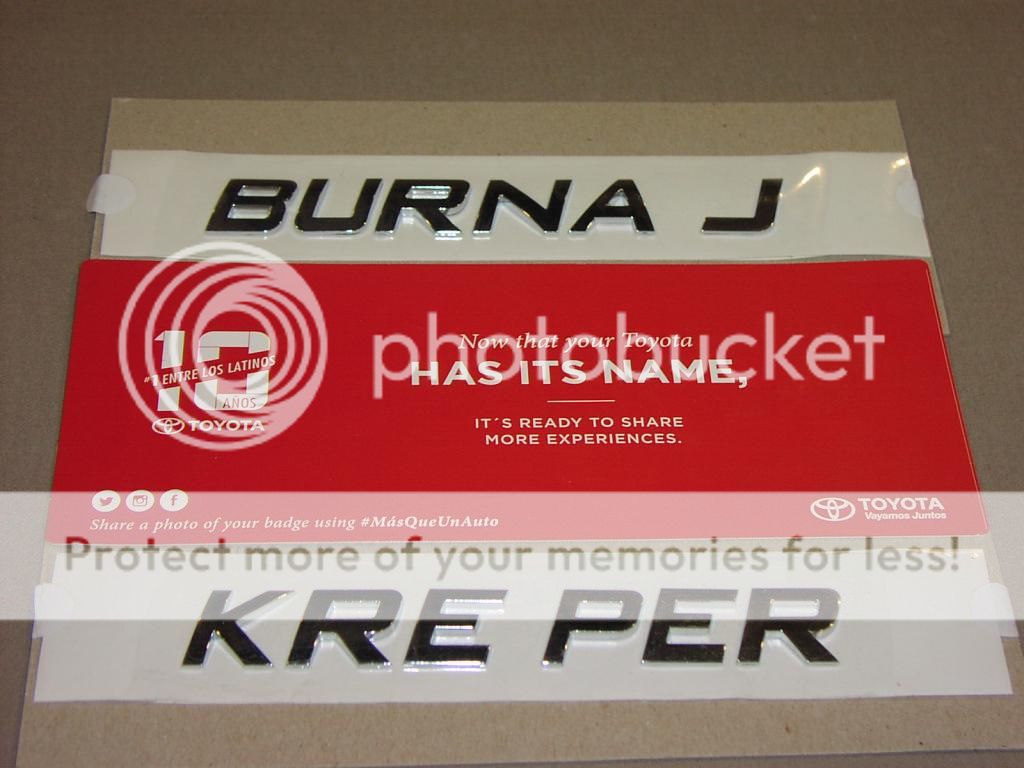 BURNA J
10
#1 ENTRE LOS LATINOS
AÑOS
TOYOTA
Now that your Toyota
HAS ITS NAME,
IT´S READY TO SHARE
MORE EXPERIENCES.
photobucket
Share a photo of your badge using #MásQueUnAuto
TOYOTA
Vayamos Juntos
Protect more of your memories for less!
KRE PER